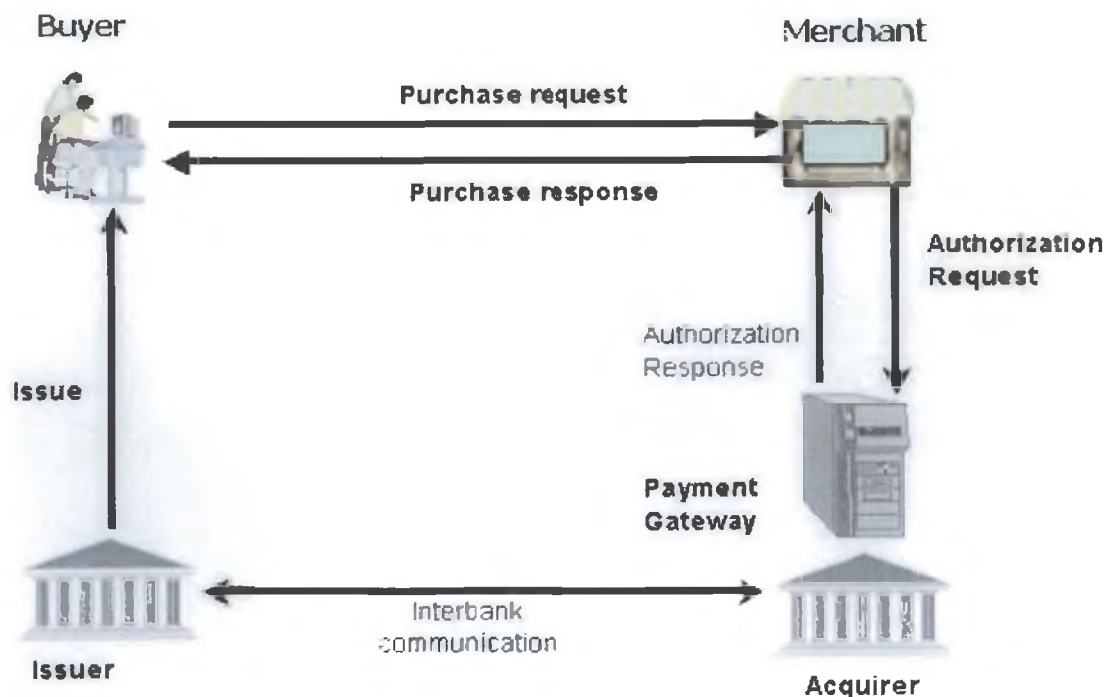 Buyer
Merchant
Purchase request
Purchase response
Authorization
Request
Authorization
Response
Issue
Payment
Gateway
Interbank
communication
Issuer
Acquirer